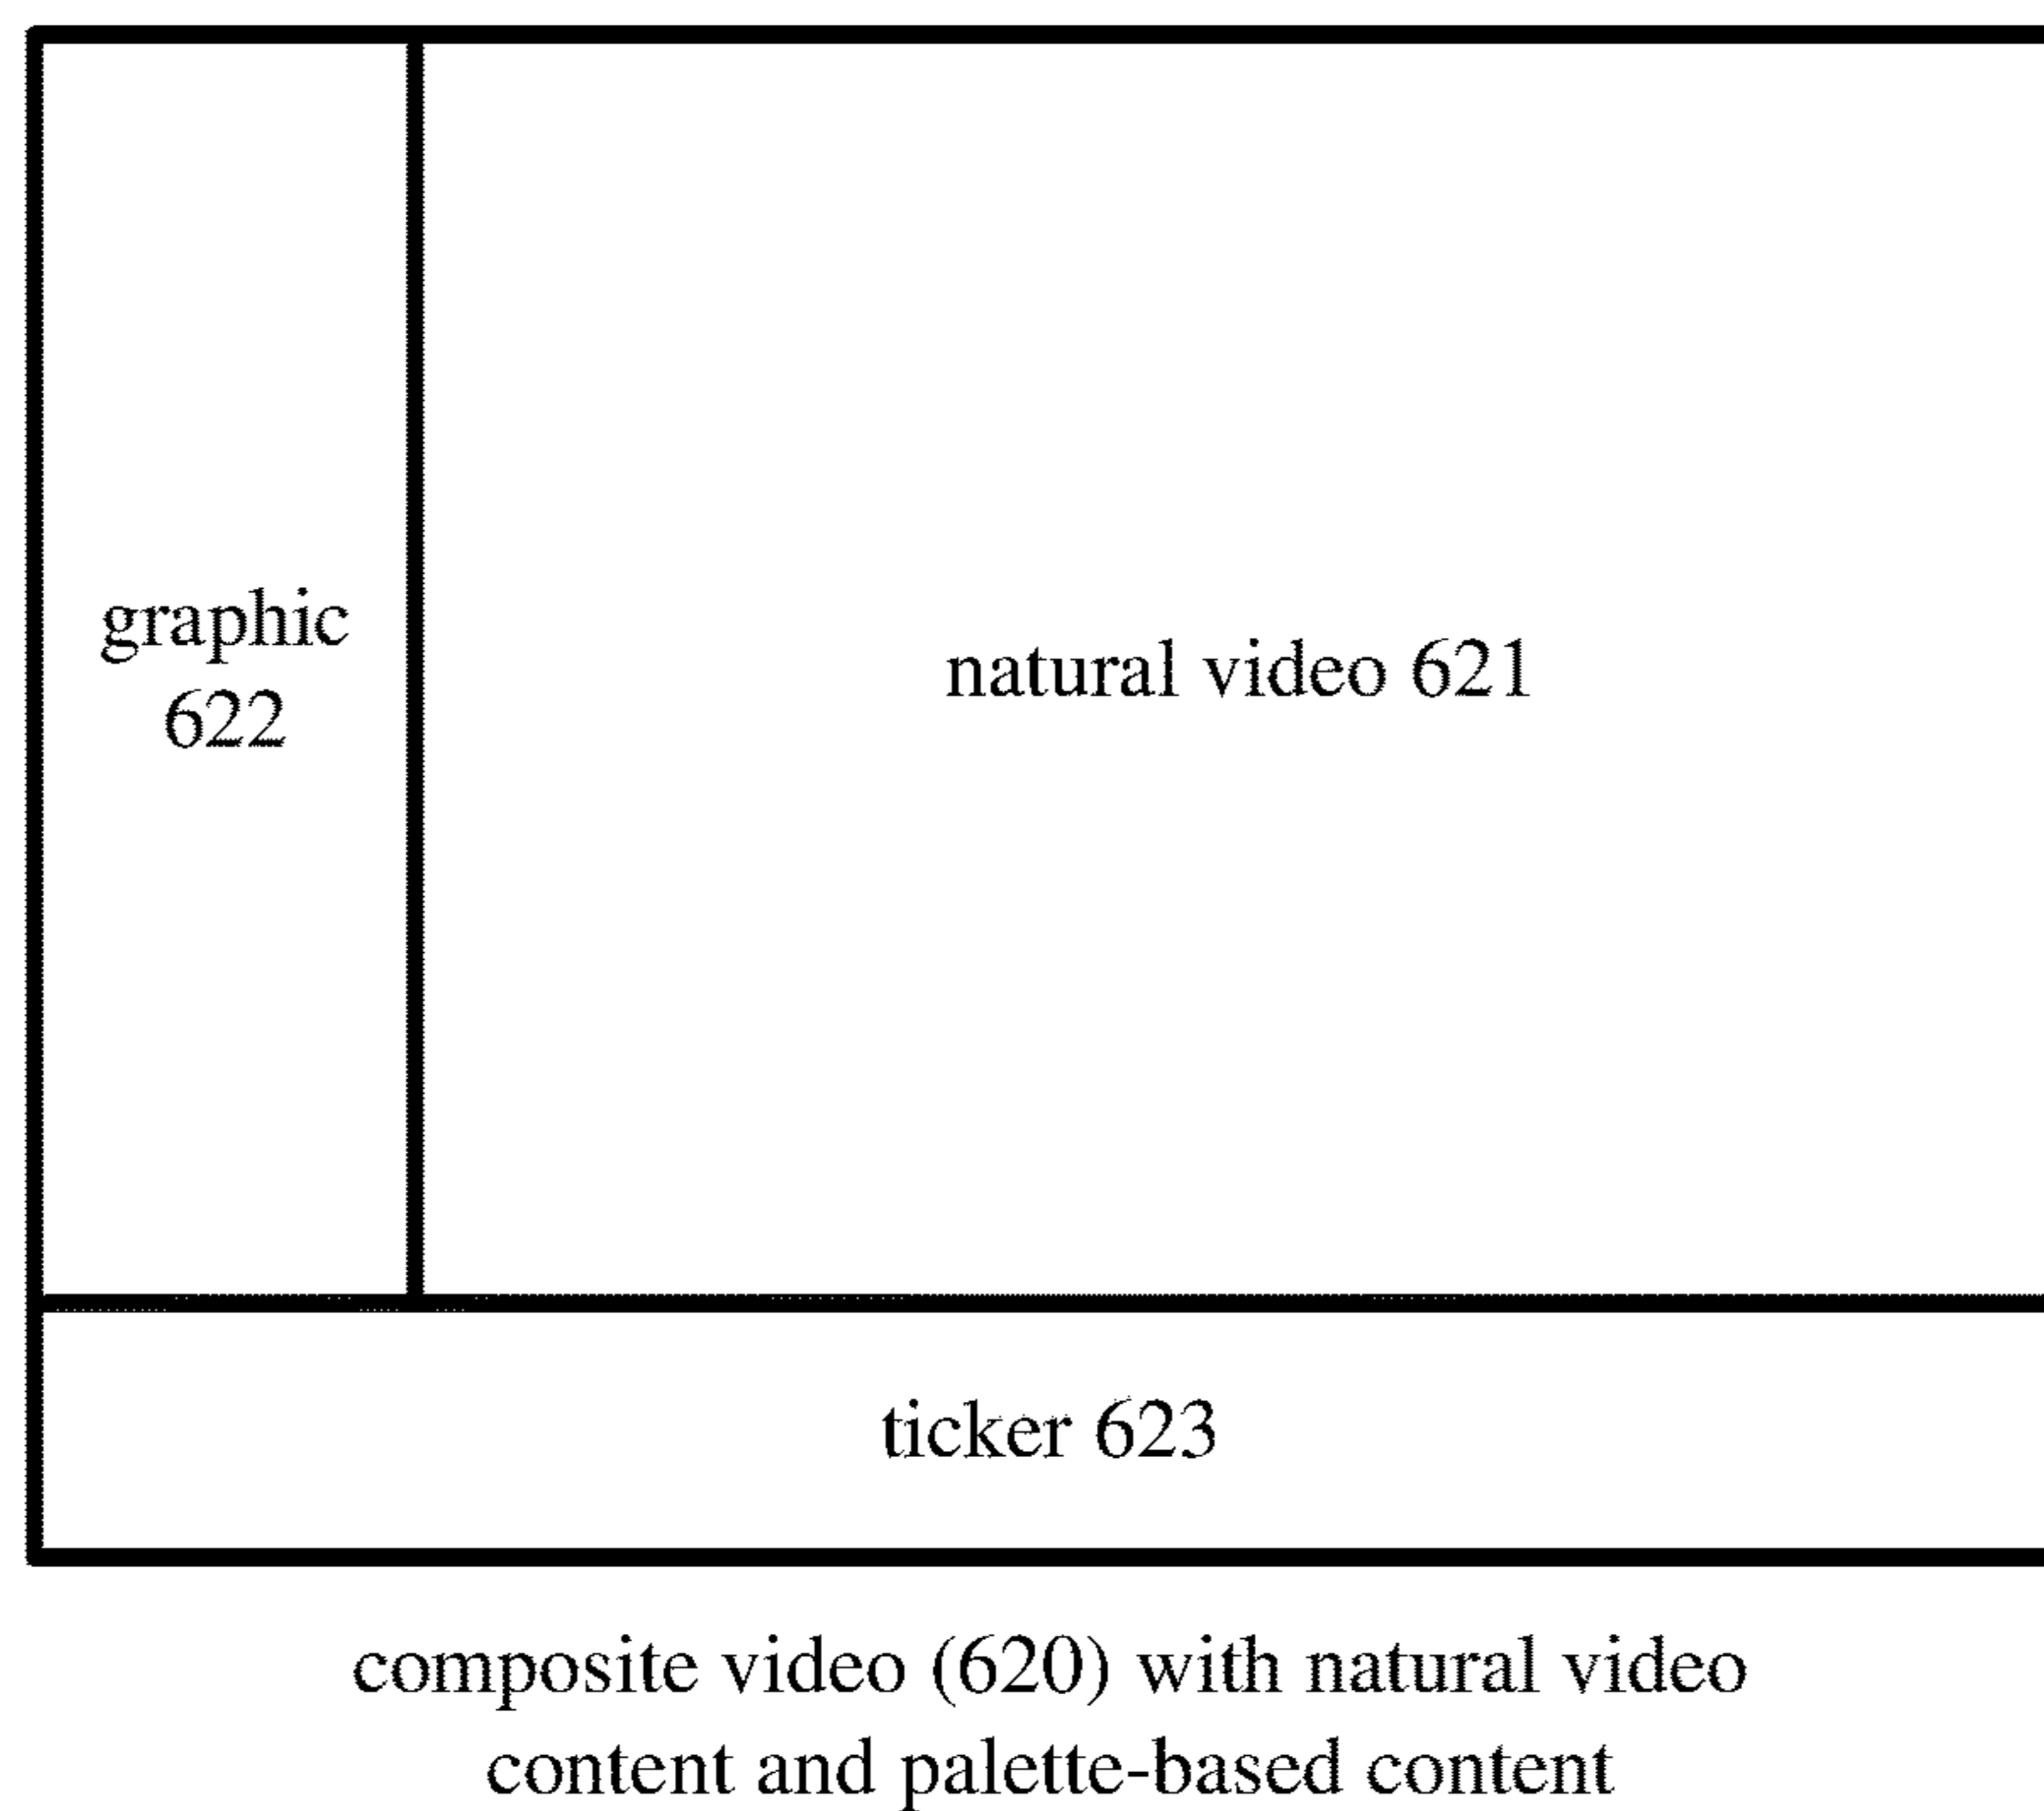 graphic
622
natural video 621
ticker 623
composite video (620) with natural video
content and palette-based content